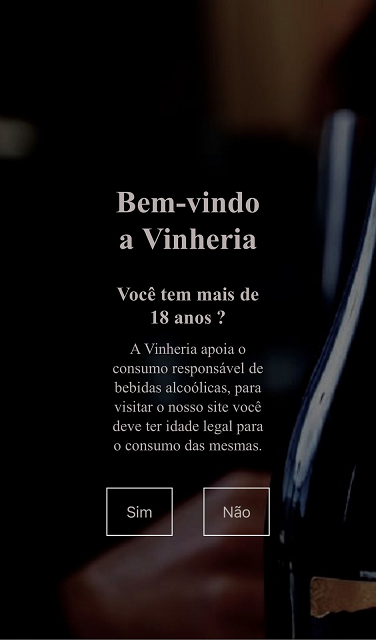 Bem-vindo
a Vinheria
Você tem mais de
18 anos ?
A Vinheria apoia o
consumo responsável de
bebidas alcoólicas, para
visitar o nosso site você
deve ter idade legal para
o consumo das mesmas.
Sim Não